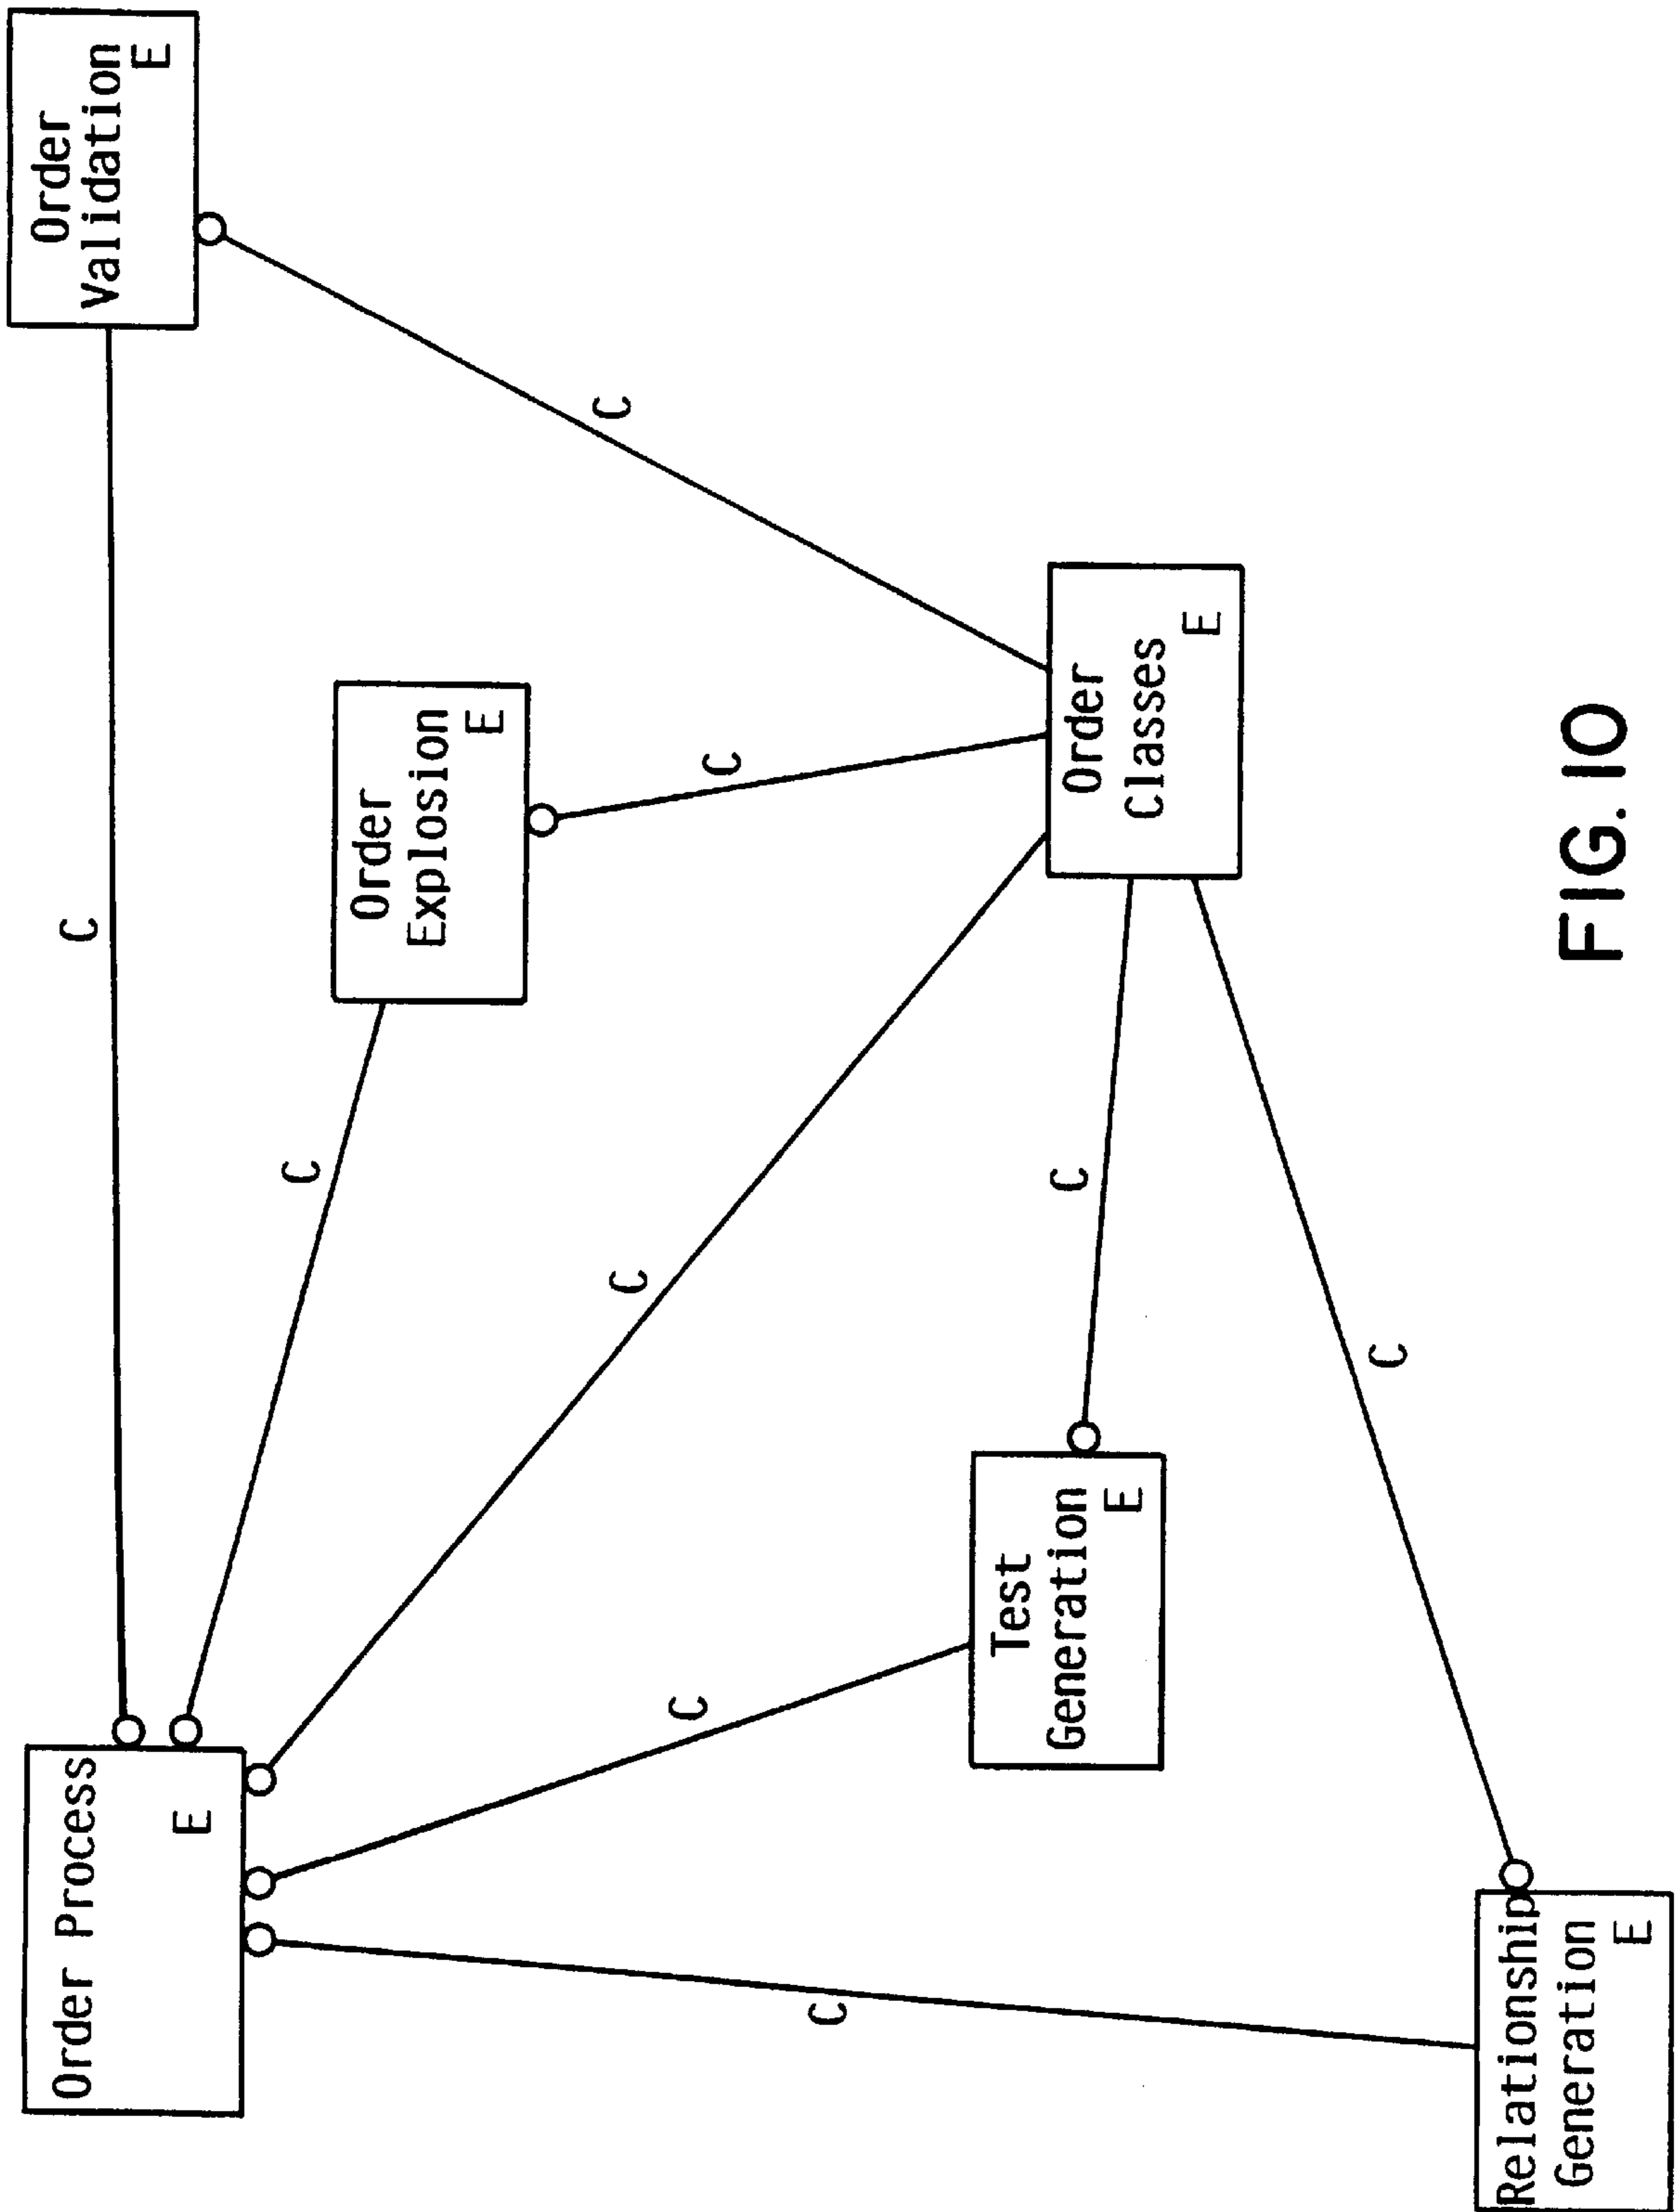 Order Process
E
C
Order
Validation
E
C
Order
Explosion
E
C
C
C
C
C
Test
Generation
E
C
Order
Classes
E
C
Relationship
Generation
E
FIG. 10